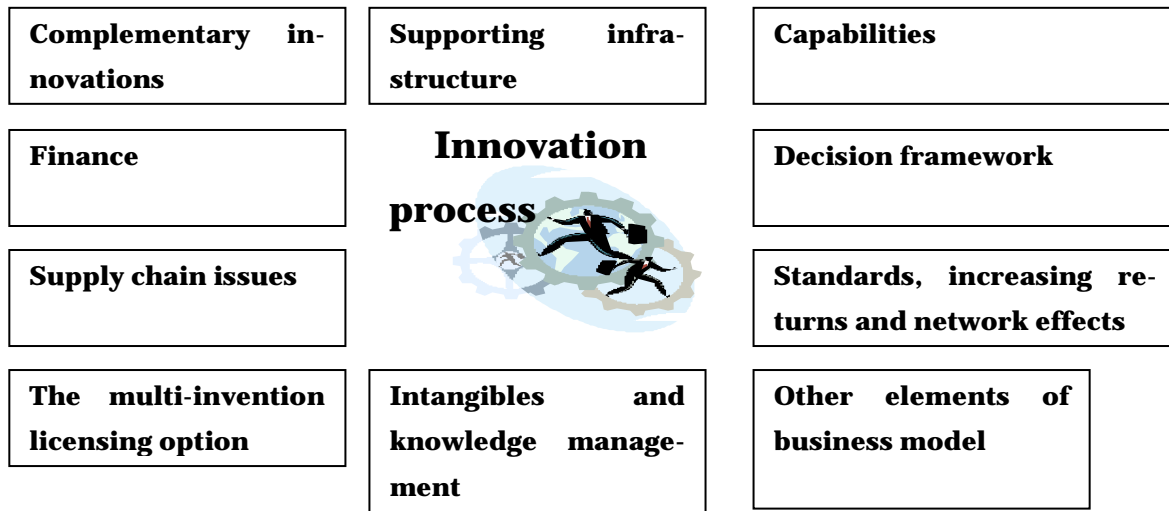 Complementary in-
novations
Supporting infra-
structure
Capabilities
Finance
Innovation
process
Decision framework
Supply chain issues
Standards, increasing re-
turns and network effects
The multi-invention
licensing option
Intangibles and
knowledge manage-
ment
Other elements of
business model